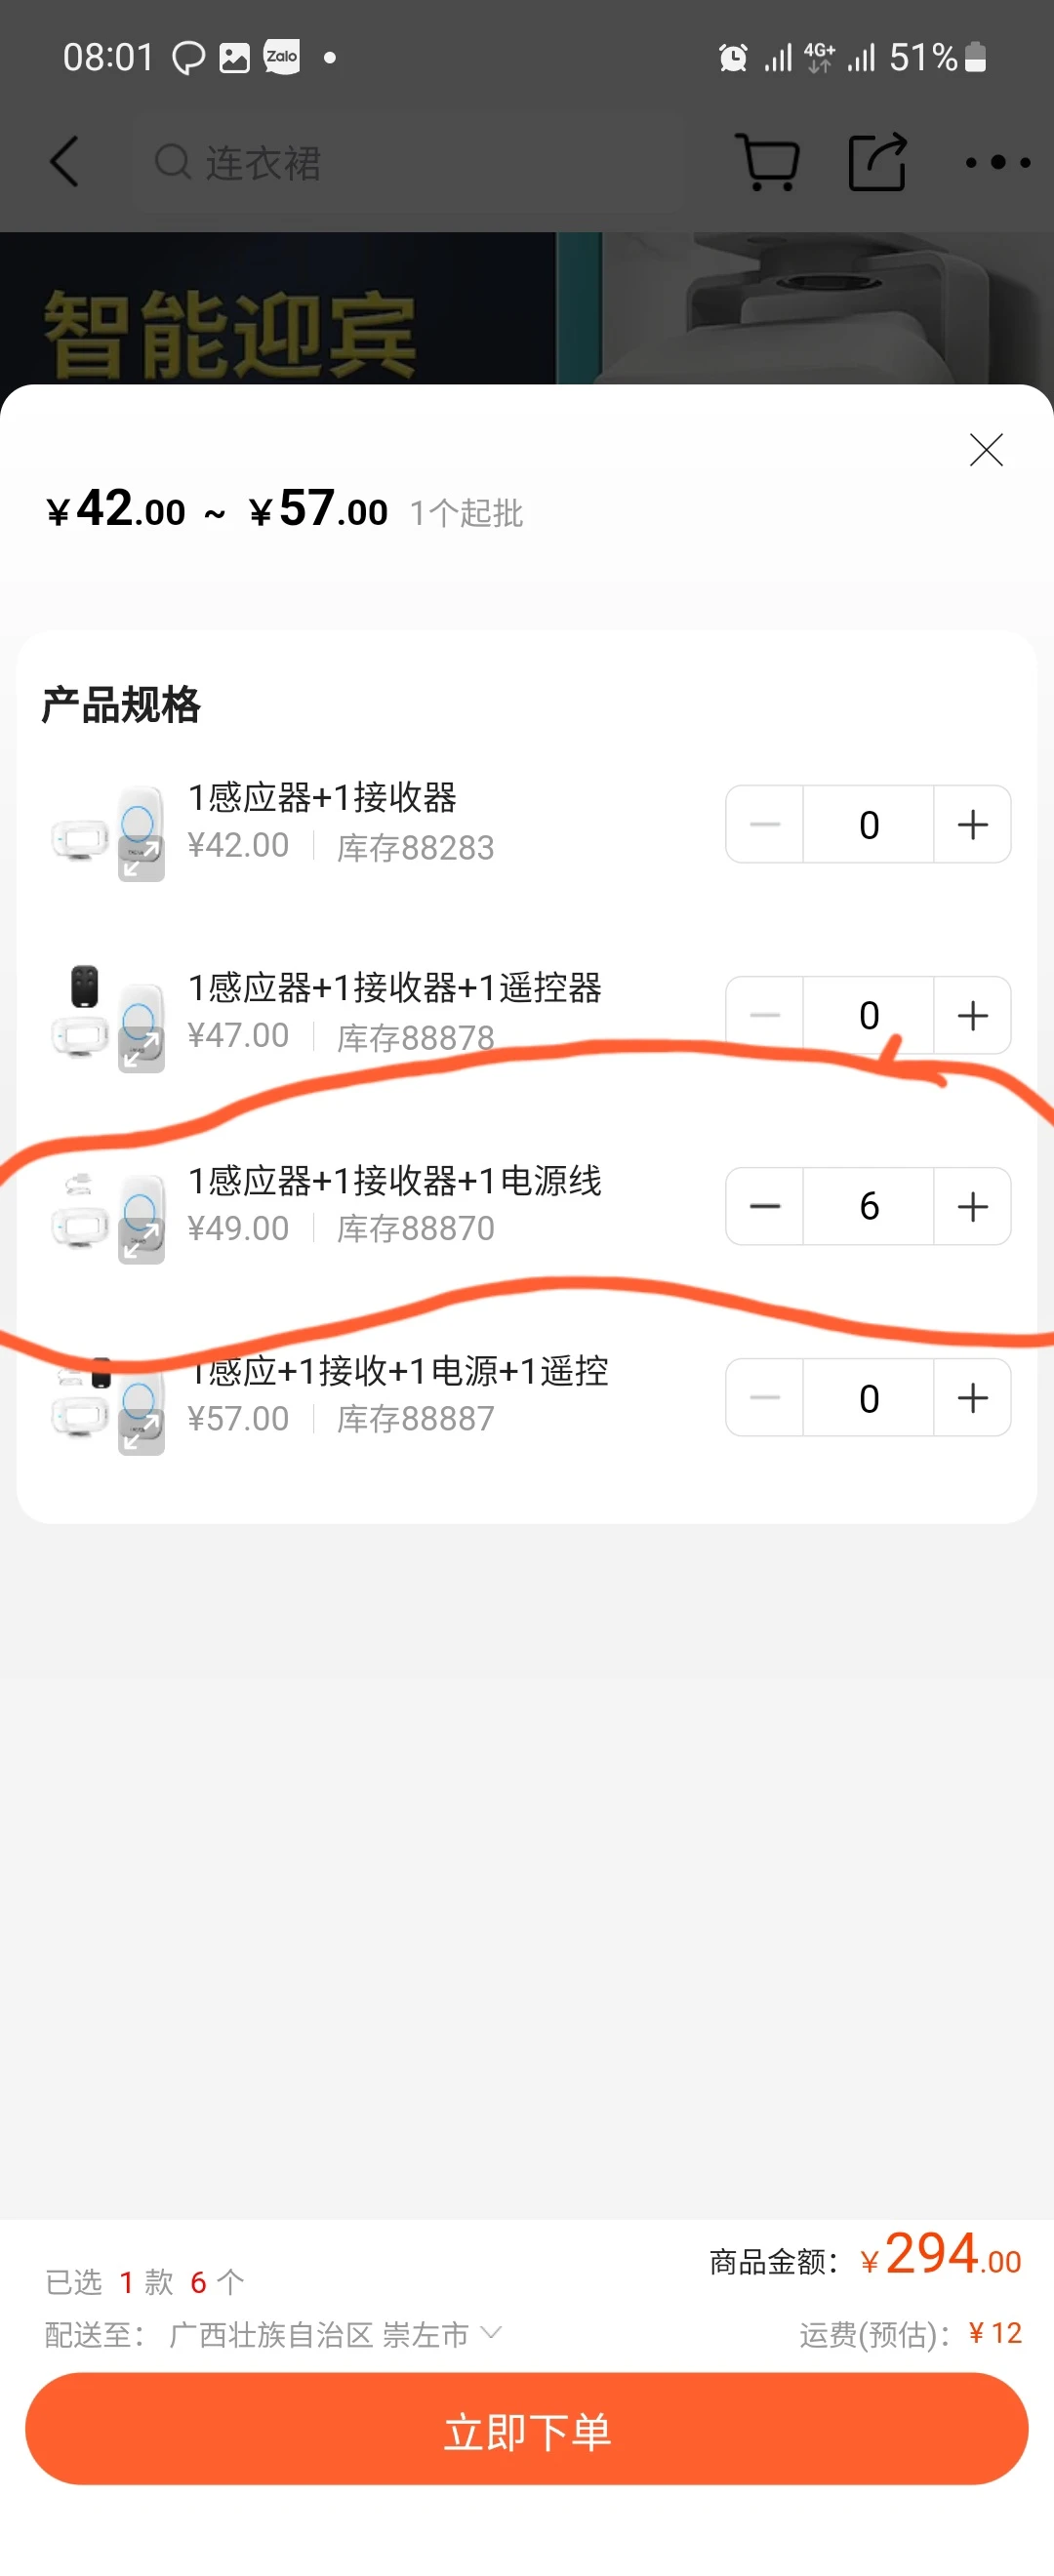 08:01 Zalo 4G+ 51%
连衣裙
智能迎宾
¥42.00 ~ ¥57.00 1个起批
产品规格
1感应器+1接收器
¥42.00 库存88283
0
1感应器+1接收器+1遥控器
¥47.00 库存88878
0
1感应器+1接收器+1电源线
¥49.00 库存88870
6
1感应+1接收+1电源+1遥控
¥57.00 库存88887
0
商品金额：¥294.00
已选 1 款 6 个
配送至： 广西壮族自治区 崇左市
运费(预估)：¥12
立即下单